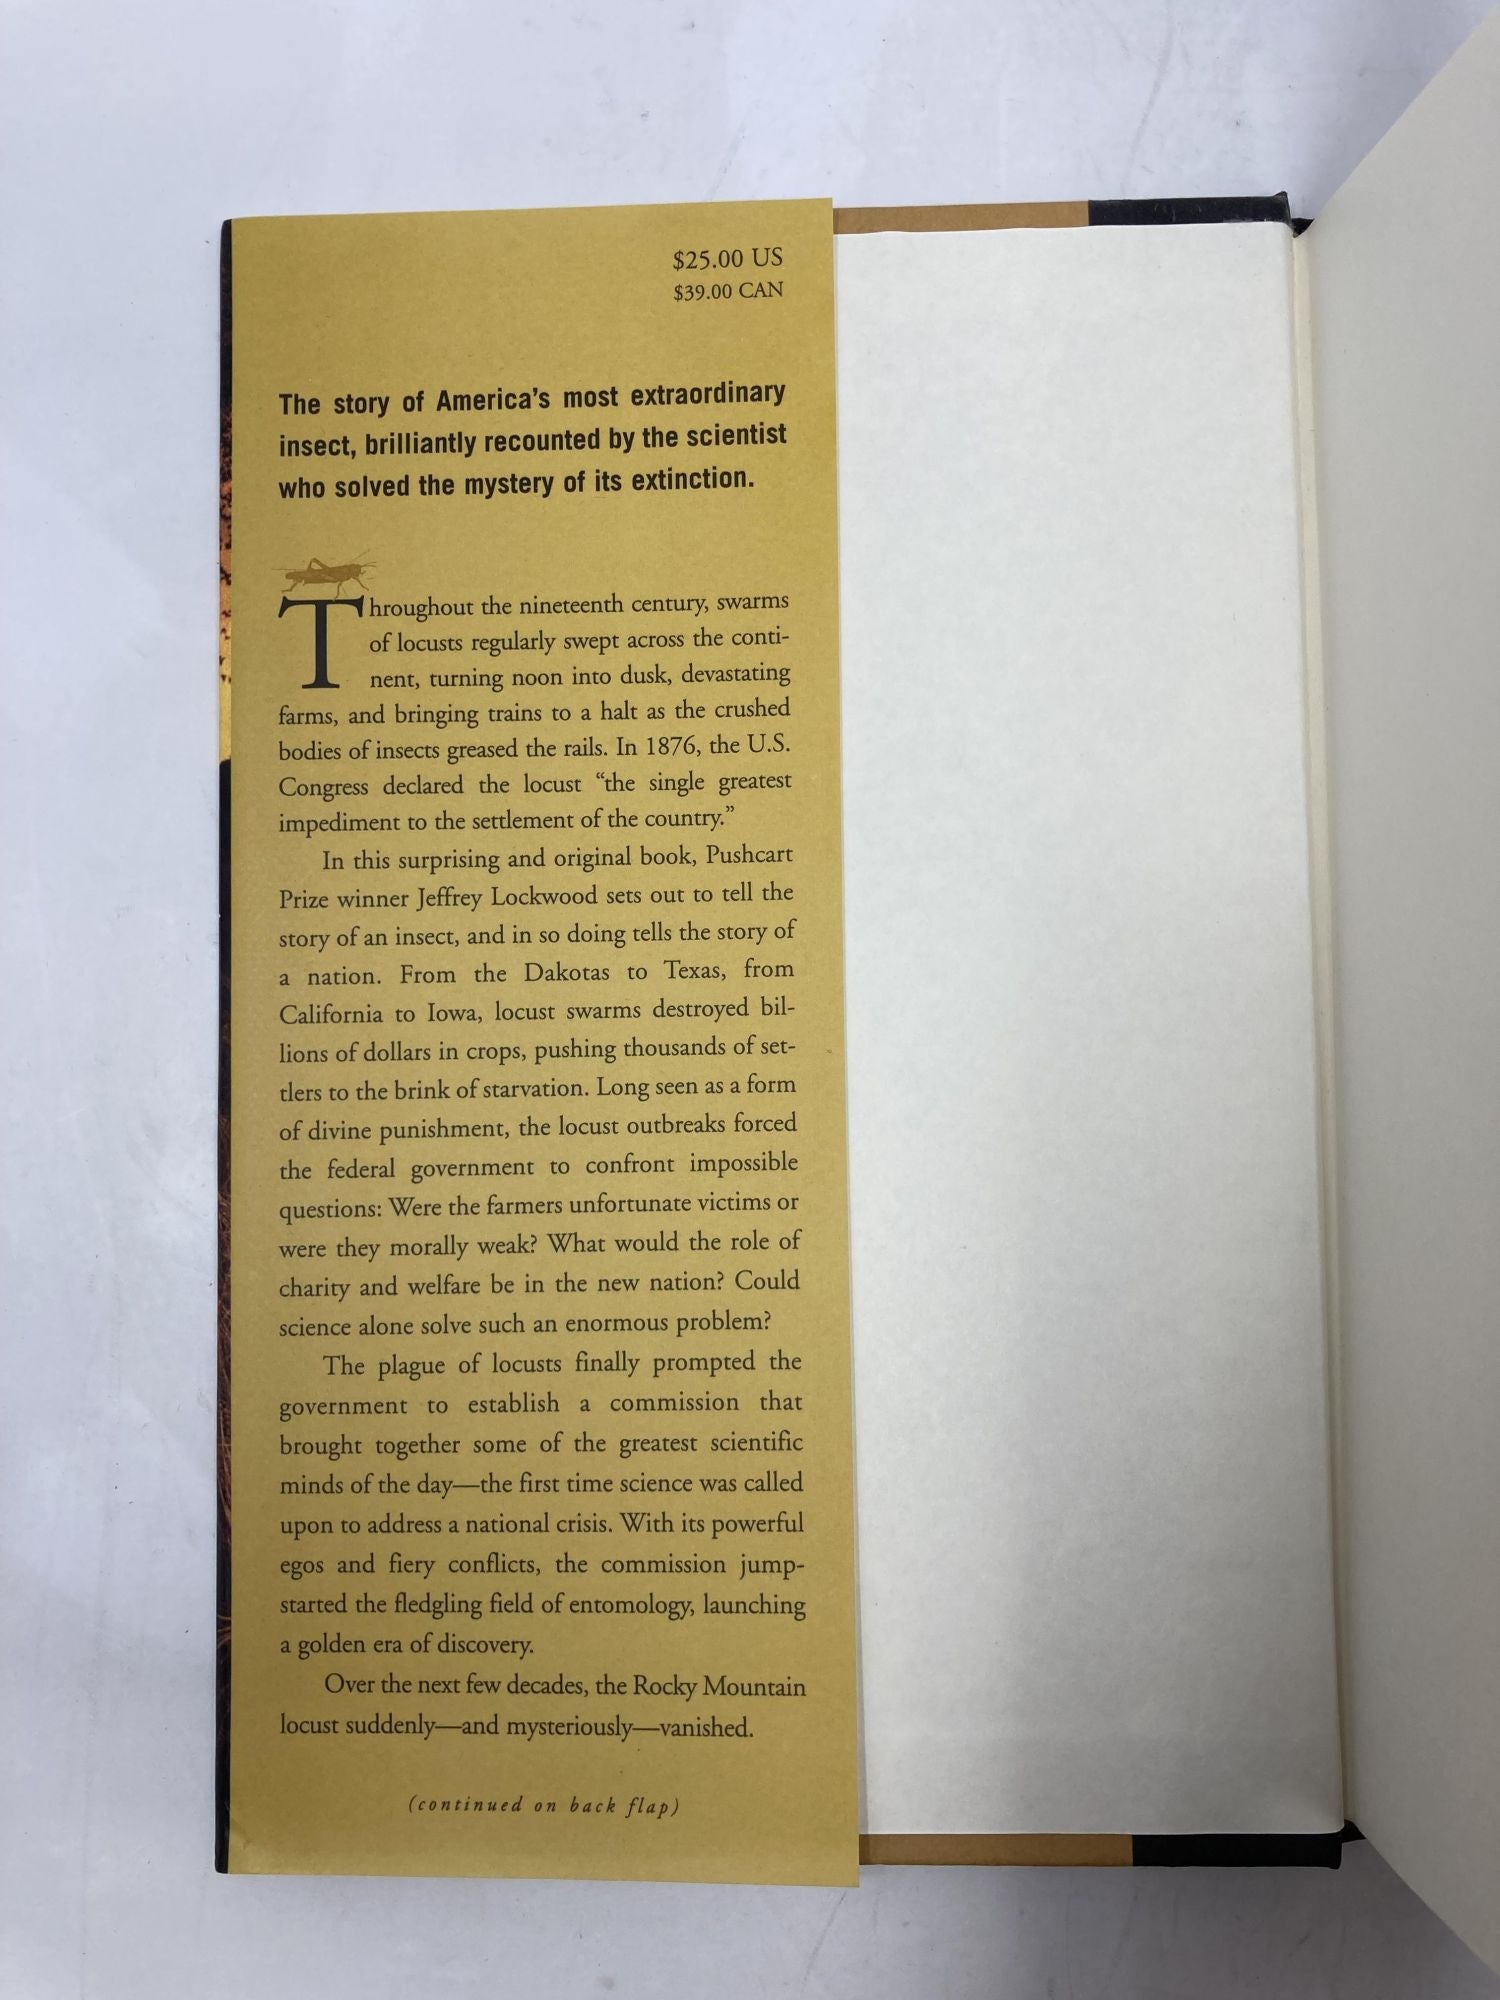 $25.00 US
$39.00 CAN
The story of America's most extraordinary
insect, brilliantly recounted by the scientist
who solved the mystery of its extinction.
Throughout the nineteenth century, swarms
of locusts regularly swept across the conti-
nent, turning noon into dusk, devastating
farms, and bringing trains to a halt as the crushed
bodies of insects greased the rails. In 1876, the U.S.
Congress declared the locust “the single greatest
impediment to the settlement of the country.”
In this surprising and original book, Pushcart
Prize winner Jeffrey Lockwood sets out to tell the
story of an insect, and in so doing tells the story of
a nation. From the Dakotas to Texas, from
California to Iowa, locust swarms destroyed bil-
lions of dollars in crops, pushing thousands of set-
tlers to the brink of starvation. Long seen as a form
of divine punishment, the locust outbreaks forced
the federal government to confront impossible
questions: Were the farmers unfortunate victims or
were they morally weak? What would the role of
charity and welfare be in the new nation? Could
science alone solve such an enormous problem?
The plague of locusts finally prompted the
government to establish a commission that
brought together some of the greatest scientific
minds of the day—the first time science was called
upon to address a national crisis. With its powerful
egos and fiery conflicts, the commission jump-
started the fledgling field of entomology, launching
a golden era of discovery.
Over the next few decades, the Rocky Mountain
locust suddenly—and mysteriously—vanished.
(continued on back flap)